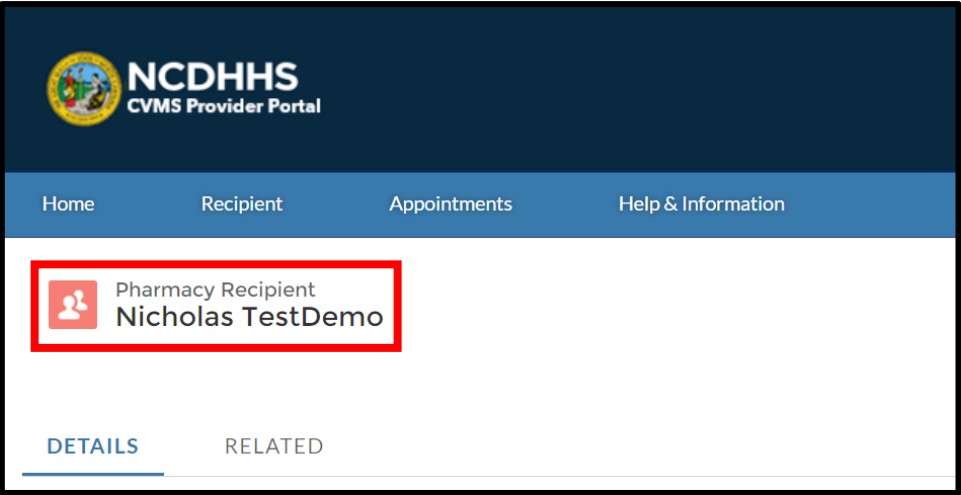 NCDHHS
CVMS Provider Portal
Home Recipient Appointments Help & Information
Pharmacy Recipient
Nicholas TestDemo
DETAILS RELATED